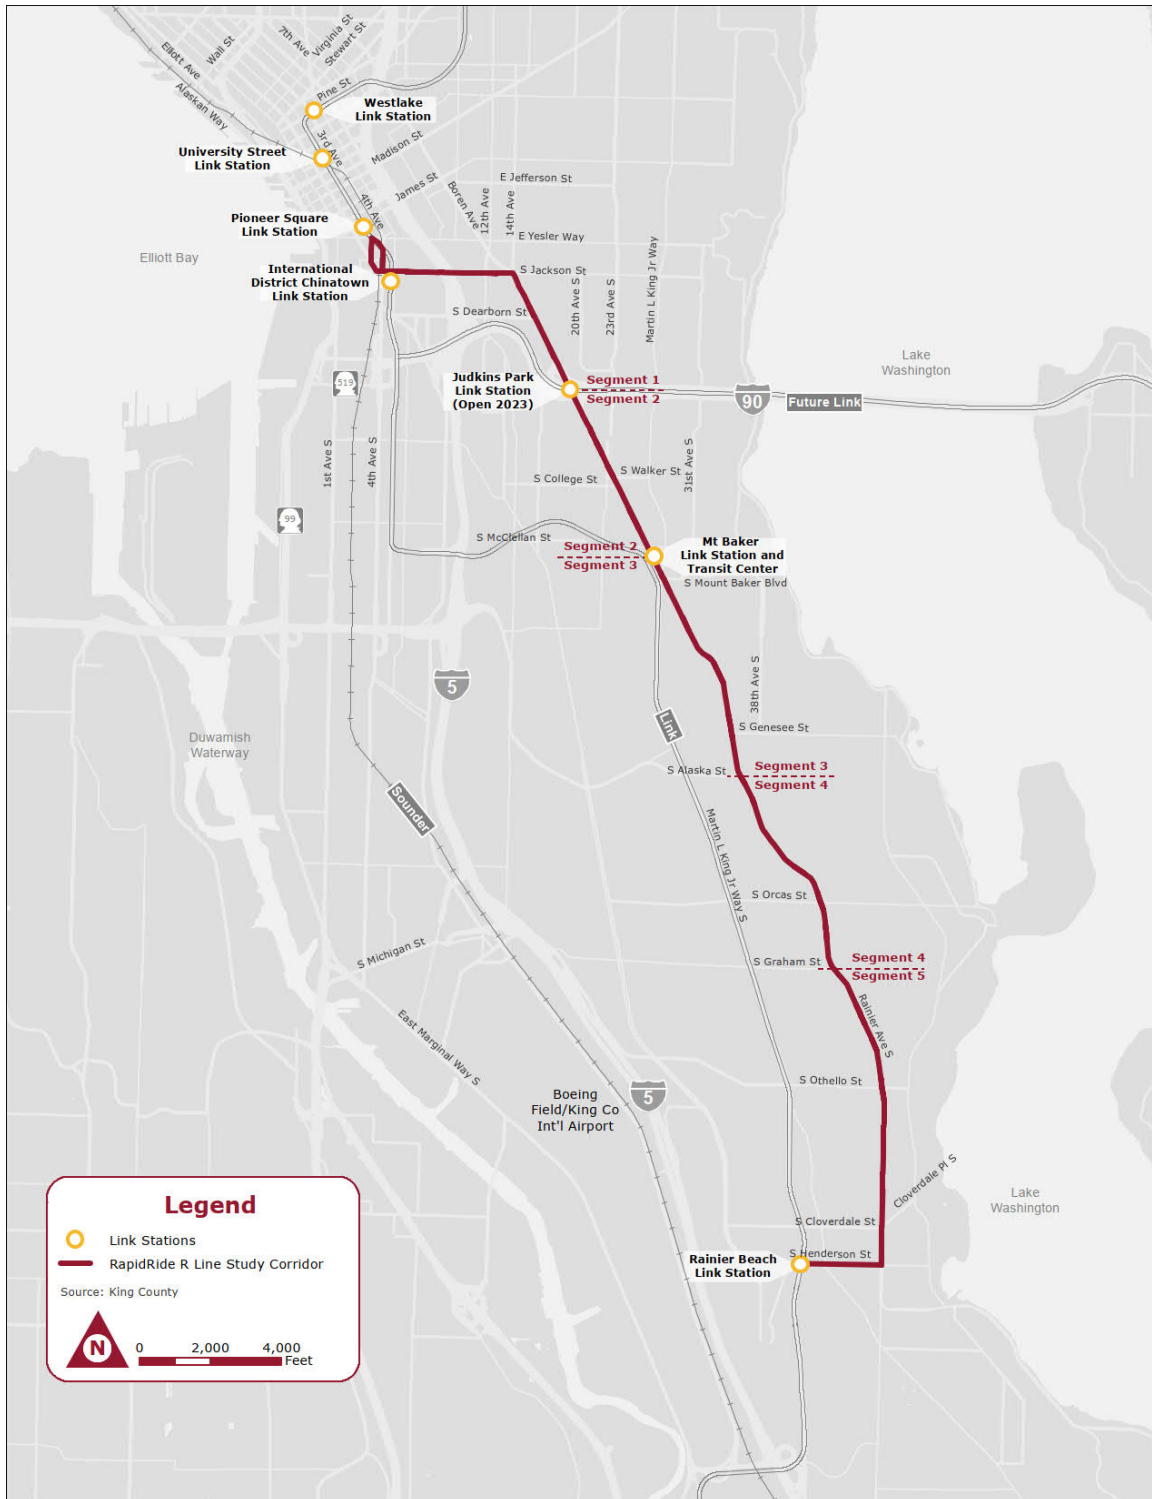 7th Ave
Virginia St
Stewart St
Wall St
Elliott Ave
Alaskan Way
Pine St
Westlake
Link Station
3rd Ave
Madison St
University Street
Link Station
E Jefferson St
James St
Boren Ave
12th Ave
14th Ave
4th Ave
Pioneer Square
Link Station
E Yesler Way
Martin L King Jr Way
Elliott Bay
International
District Chinatown
Link Station
S Jackson St
20th Ave S
23rd Ave S
S Dearborn St
Lake
Washington
519
Judkins Park
Link Station
(Open 2023)
Segment 1
Segment 2
90
Future Link
1st Ave S
4th Ave S
S Walker St
31st Ave S
S College St
99
S McClellan St
Segment 2
Segment 3
Mt Baker
Link Station and
Transit Center
S Mount Baker Blvd
5
38th Ave S
Link
S Genesee St
Duwamish
Waterway
S Alaska St
Segment 3
Segment 4
Sounder
Martin L King Jr Way S
S Orcas St
S Michigan St
S Graham St
Segment 4
Segment 5
Rainier Ave S
East Marginal Way S
S Othello St
5
Boeing
Field/King Co
Int'l Airport
Cloverdale Pl S
Lake
Washington
S Cloverdale St
S Henderson St
Rainier Beach
Link Station
Legend
Link Stations
RapidRide R Line Study Corridor
Source: King County
N
0 2,000 4,000
Feet